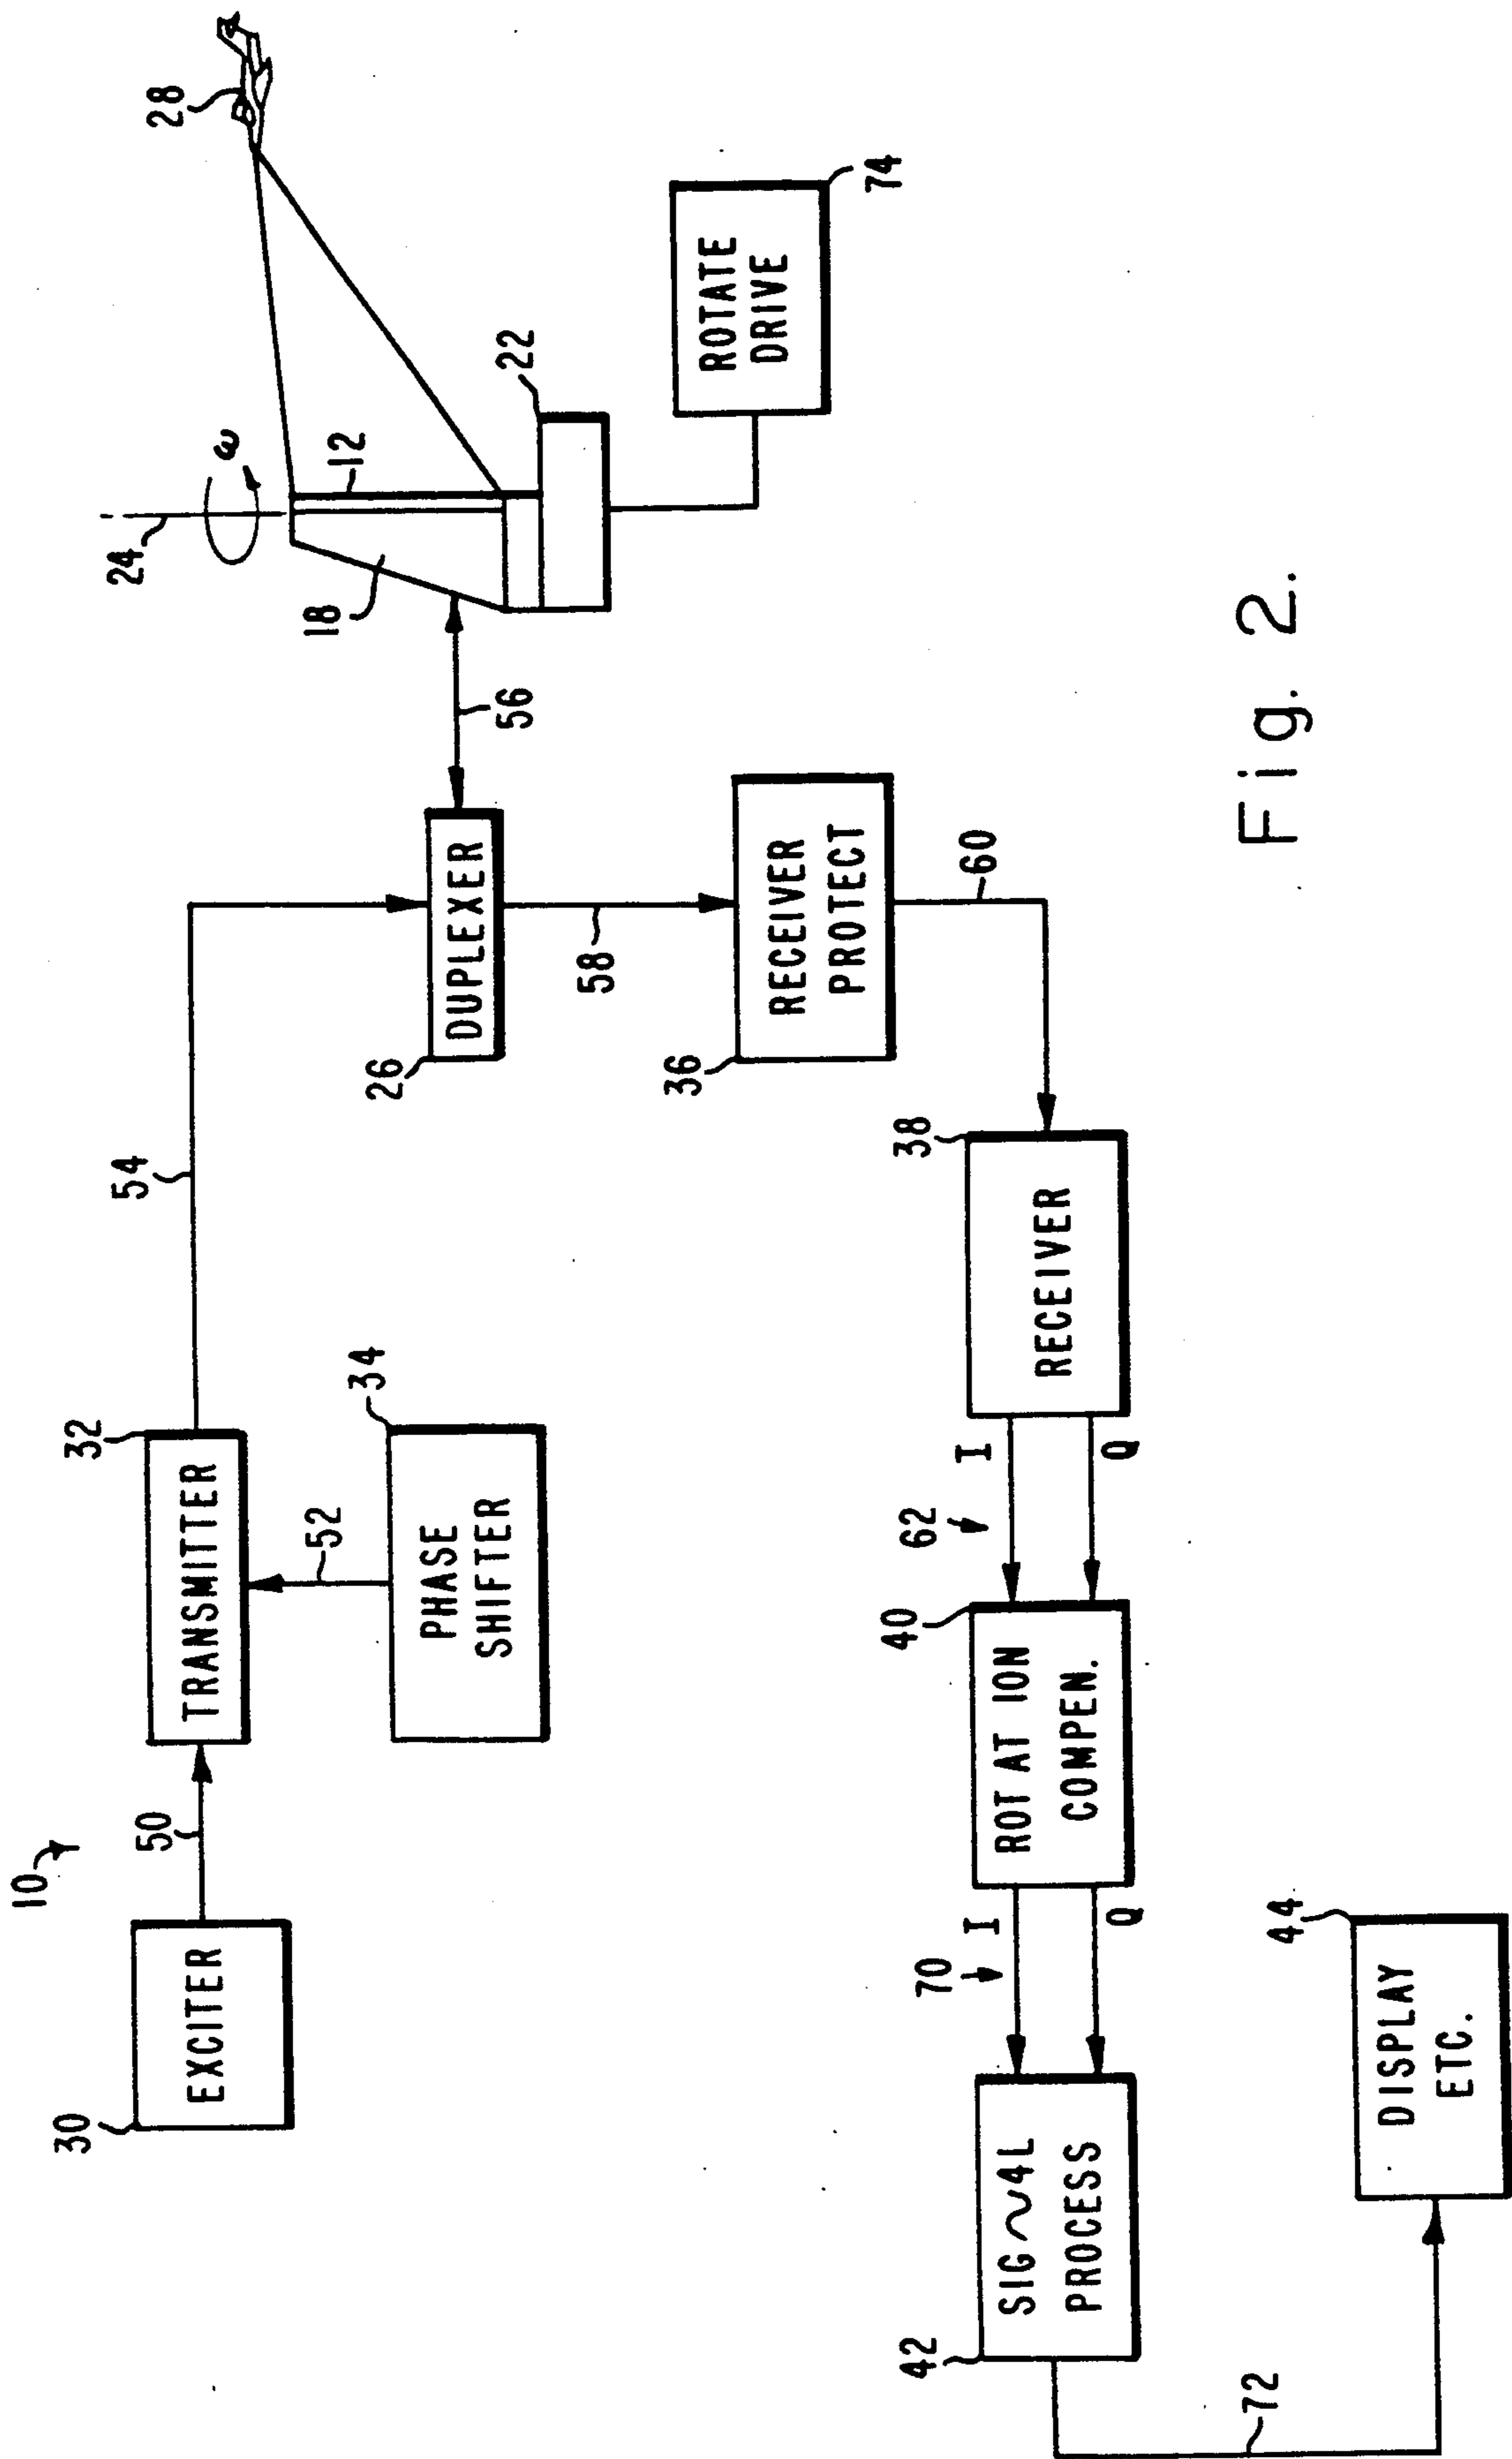 10
EXCITER
30
50
TRANSMITTER
32
52
PHASE
SHIFTER
34
54
DUPLEXER
26
56
58
RECEIVER
PROTECT
36
60
24
ω
18
12
22
28
ROTATE
DRIVE
74
RECEIVER
38
I
Q
62
ROTATION
COMPEN.
40
I
Q
70
SIG~4L
PROCESS
42
72
DISPLAY
ETC.
44
Fig. 2.